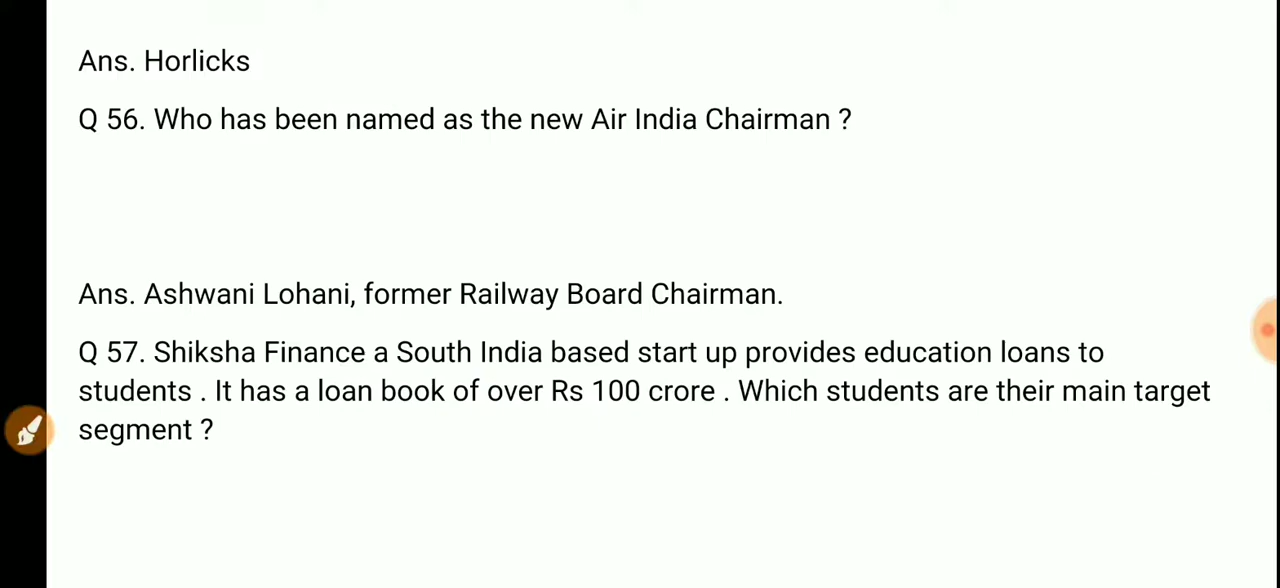 Ans. Horlicks
Q 56. Who has been named as the new Air India Chairman ?
Ans. Ashwani Lohani, former Railway Board Chairman.
Q 57. Shiksha Finance a South India based start up provides education loans to
students . It has a loan book of over Rs 100 crore . Which students are their main target
segment ?